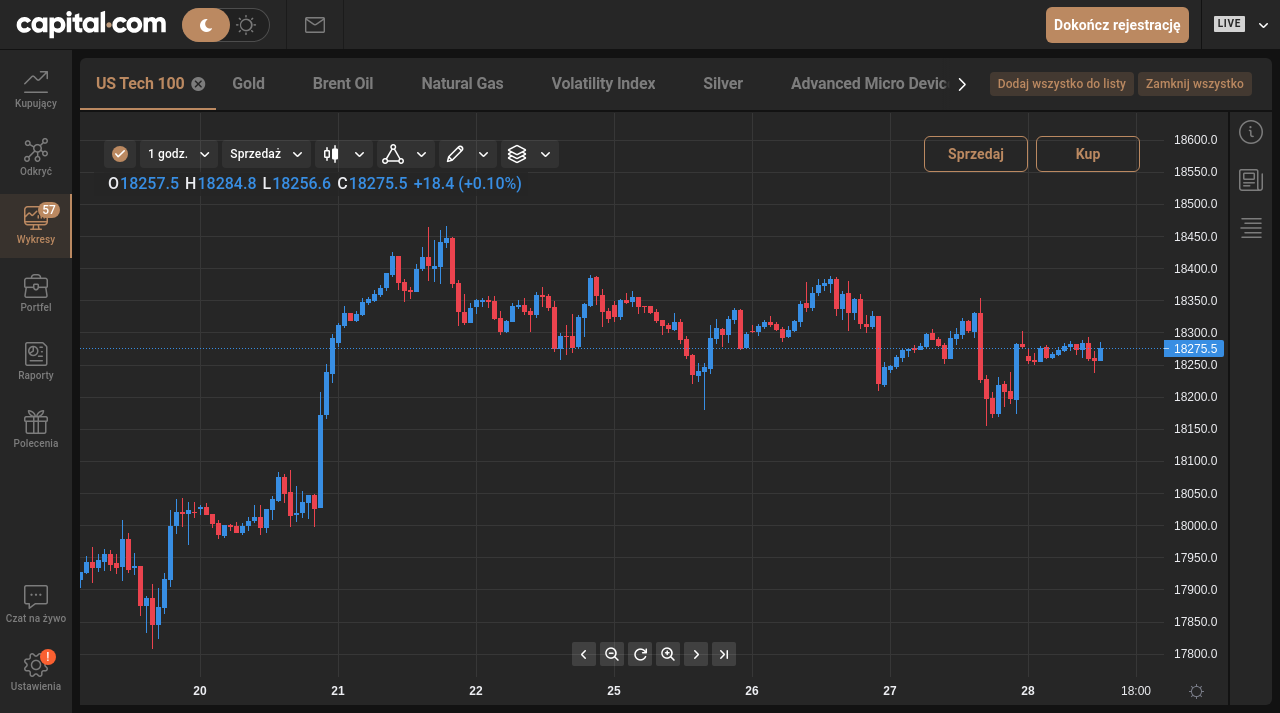 capital.com
Dokończ rejestrację
LIVE
US Tech 100
Gold
Brent Oil
Natural Gas
Volatility Index
Silver
Advanced Micro Devic
Dodaj wszystko do listy
Zamknij wszystko
Kupujący
Odkryć
57
Wykresy
Portfel
Raporty
Polecenia
Czat na żywo
!
Ustawienia
1 godz.
Sprzedaż
Sprzedaj
Kup
O18257.5 H18284.8 L18256.6 C18275.5 +18.4 (+0.10%)
18600.0
18550.0
18500.0
18450.0
18400.0
18350.0
18300.0
18275.5
18250.0
18200.0
18150.0
18100.0
18050.0
18000.0
17950.0
17900.0
17850.0
17800.0
20 21 22 25 26 27 28 18:00